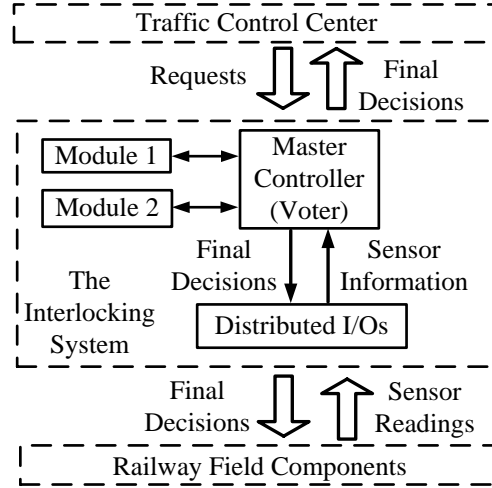 Traffic Control Center
Requests
Final
Decisions
Module 1
Module 2
Master
Controller
(Voter)
Final
Decisions
Sensor
Information
The
Interlocking
System
Distributed I/Os
Final
Decisions
Sensor
Readings
Railway Field Components